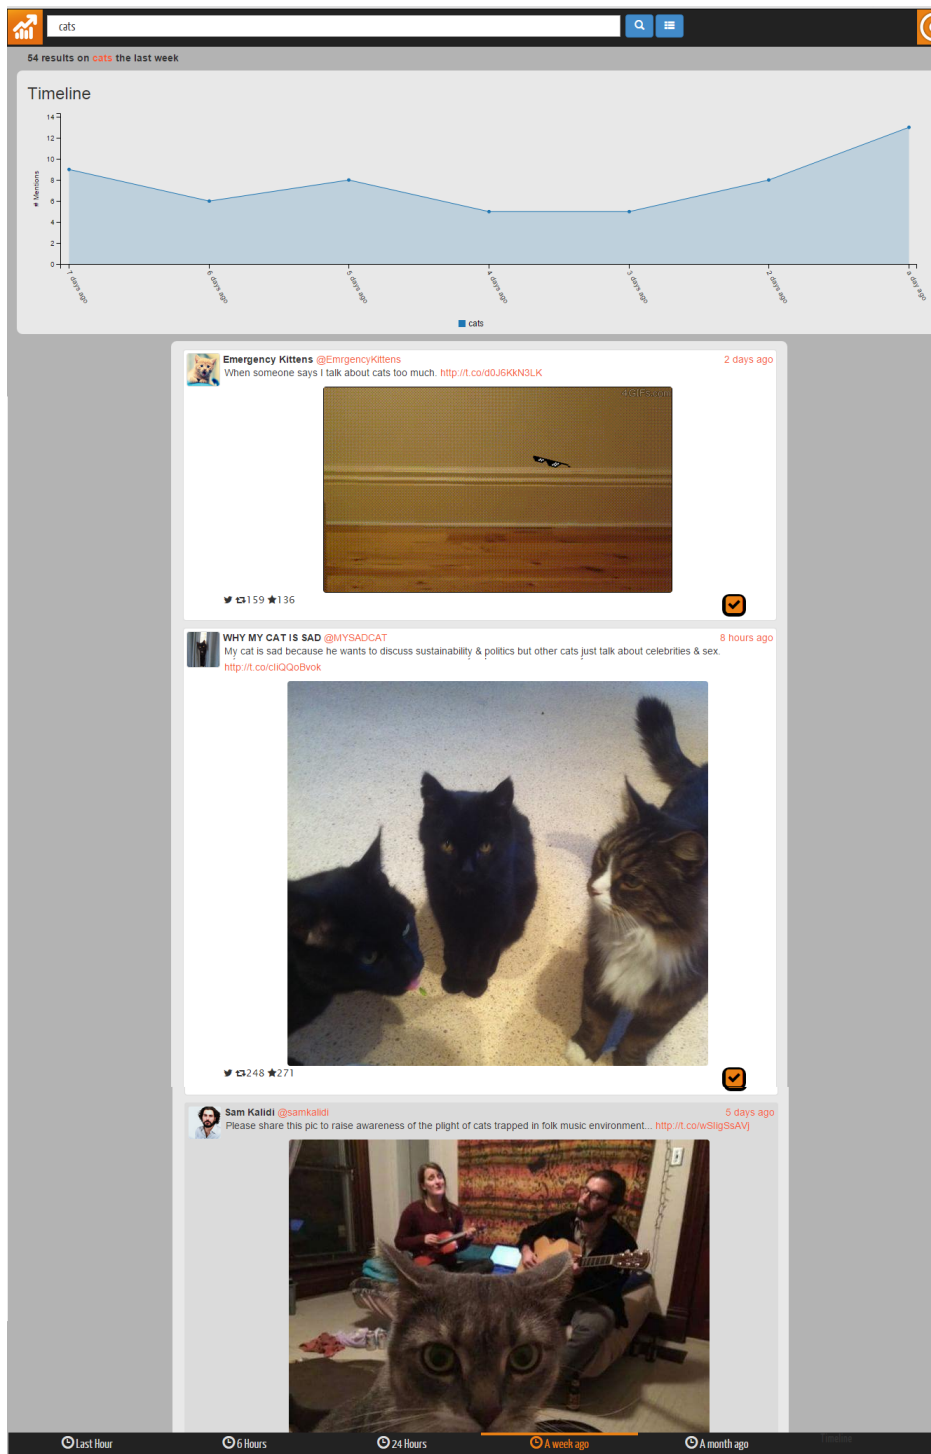 cats
54 results on cats the last week
Timeline
14
12
10
8
6
4
2
0
# Mentions
7 days ago
6 days ago
5 days ago
4 days ago
3 days ago
2 days ago
a day ago
cats
Emergency Kittens @EmrgencyKittens 2 days ago
When someone says I talk about cats too much. http://t.co/d0J6KkN3LK
4GIFs.com
159 136
WHY MY CAT IS SAD @MYSADCAT 8 hours ago
My cat is sad because he wants to discuss sustainability & politics but other cats just talk about celebrities & sex.
http://t.co/cIiQQoBvok
248 271
Sam Kalidi @samkalidi 5 days ago
Please share this pic to raise awareness of the plight of cats trapped in folk music environment... http://t.co/wSIigSsAVj
Last Hour 6 Hours 24 Hours A week ago A month ago Timeline